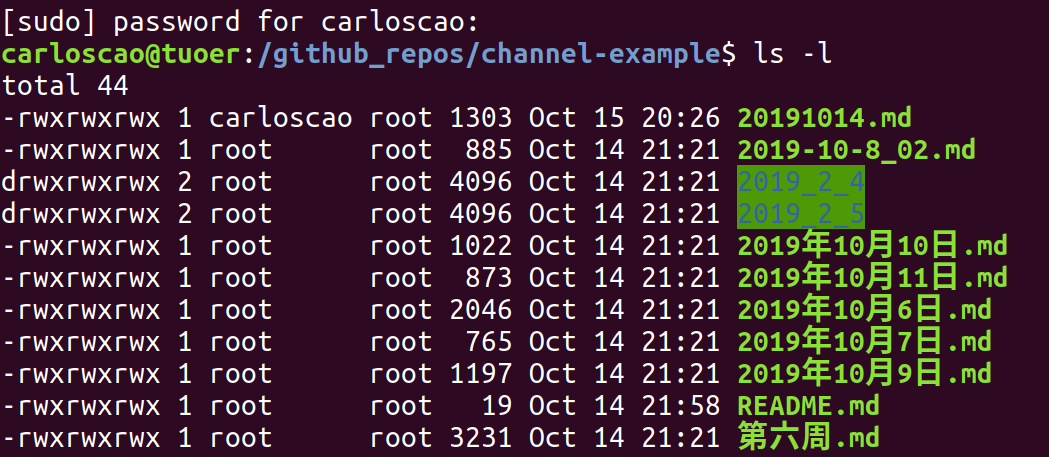 [sudo] password for carloscao:
carloscao@tuoer:/github_repos/channel-example$ ls -l
total 44
-rwxrwxrwx 1 carloscao root 1303 Oct 15 20:26 20191014.md
-rwxrwxrwx 1 root      root  885 Oct 14 21:21 2019-10-8_02.md
drwxrwxrwx 2 root      root 4096 Oct 14 21:21 2019_2_4
drwxrwxrwx 2 root      root 4096 Oct 14 21:21 2019_2_5
-rwxrwxrwx 1 root      root 1022 Oct 14 21:21 2019年10月10日.md
-rwxrwxrwx 1 root      root  873 Oct 14 21:21 2019年10月11日.md
-rwxrwxrwx 1 root      root 2046 Oct 14 21:21 2019年10月6日.md
-rwxrwxrwx 1 root      root  765 Oct 14 21:21 2019年10月7日.md
-rwxrwxrwx 1 root      root 1197 Oct 14 21:21 2019年10月9日.md
-rwxrwxrwx 1 root      root   19 Oct 14 21:58 README.md
-rwxrwxrwx 1 root      root 3231 Oct 14 21:21 第六周.md